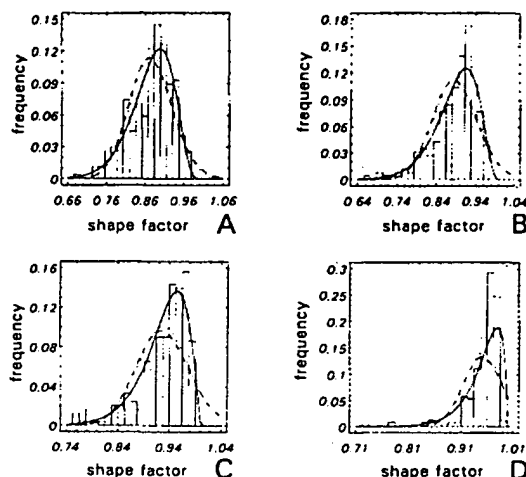 0.15
0.12
0.09
0.06
0.03
0
frequency
0.66 0.76 0.86 0.96 1.06
shape factor
A
0.18
0.15
0.12
0.09
0.06
0.03
0
frequency
0.64 0.74 0.84 0.94 1.04
shape factor
B
0.16
0.12
0.08
0.04
0
frequency
0.74 0.84 0.94 1.04
shape factor
C
0.3
0.25
0.2
0.15
0.1
0.05
0
frequency
0.71 0.81 0.91 1.01
shape factor
D